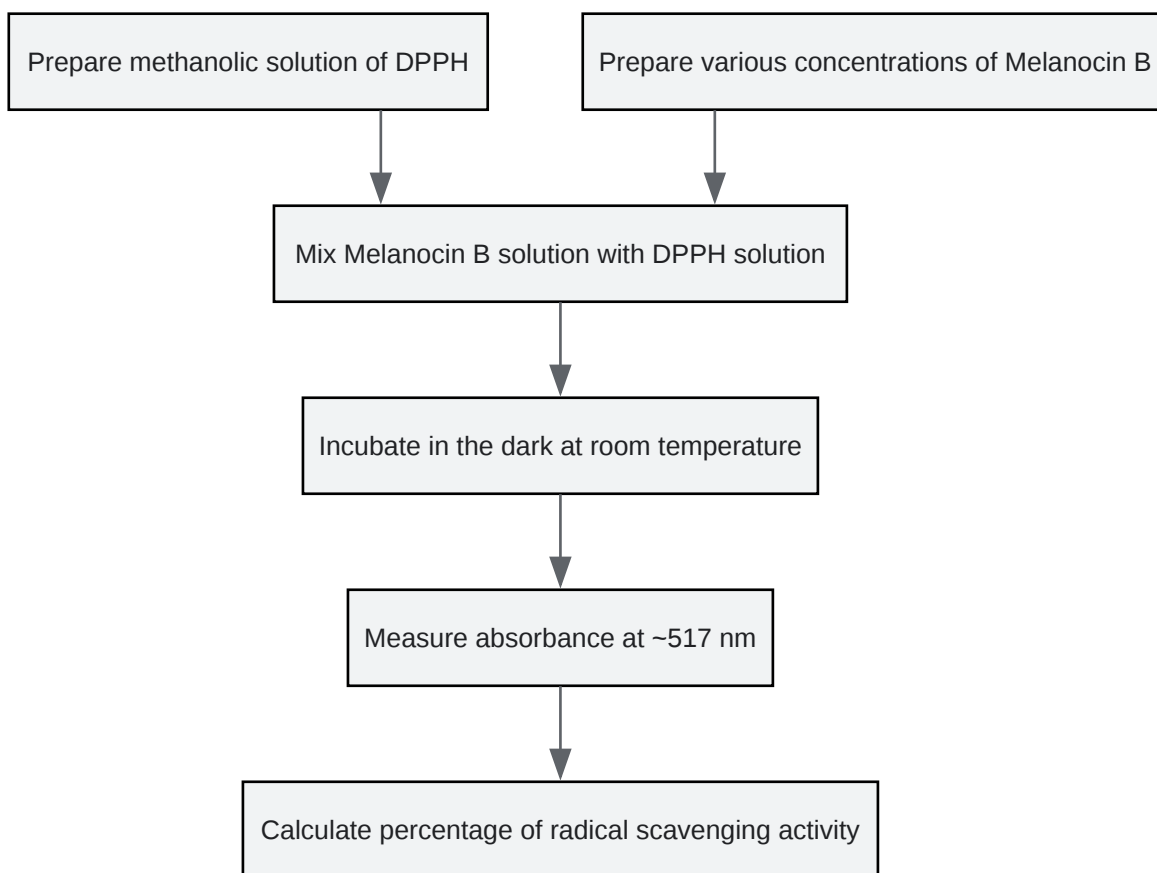 Prepare methanolic solution of DPPH
Prepare various concentrations of Melanocin B
Mix Melanocin B solution with DPPH solution
Incubate in the dark at room temperature
Measure absorbance at ~517 nm
Calculate percentage of radical scavenging activity